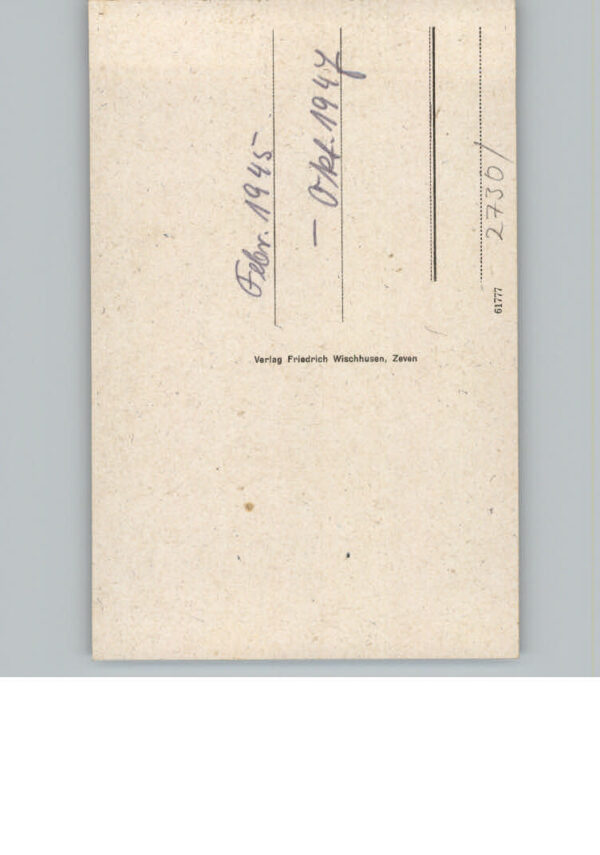 Febr. 1945
– Okt. 1947
2730/
61777
Verlag Friedrich Wischhusen, Zeven